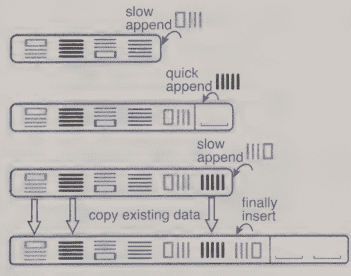 slow
append
quick
append
slow
append
copy existing data
finally
insert